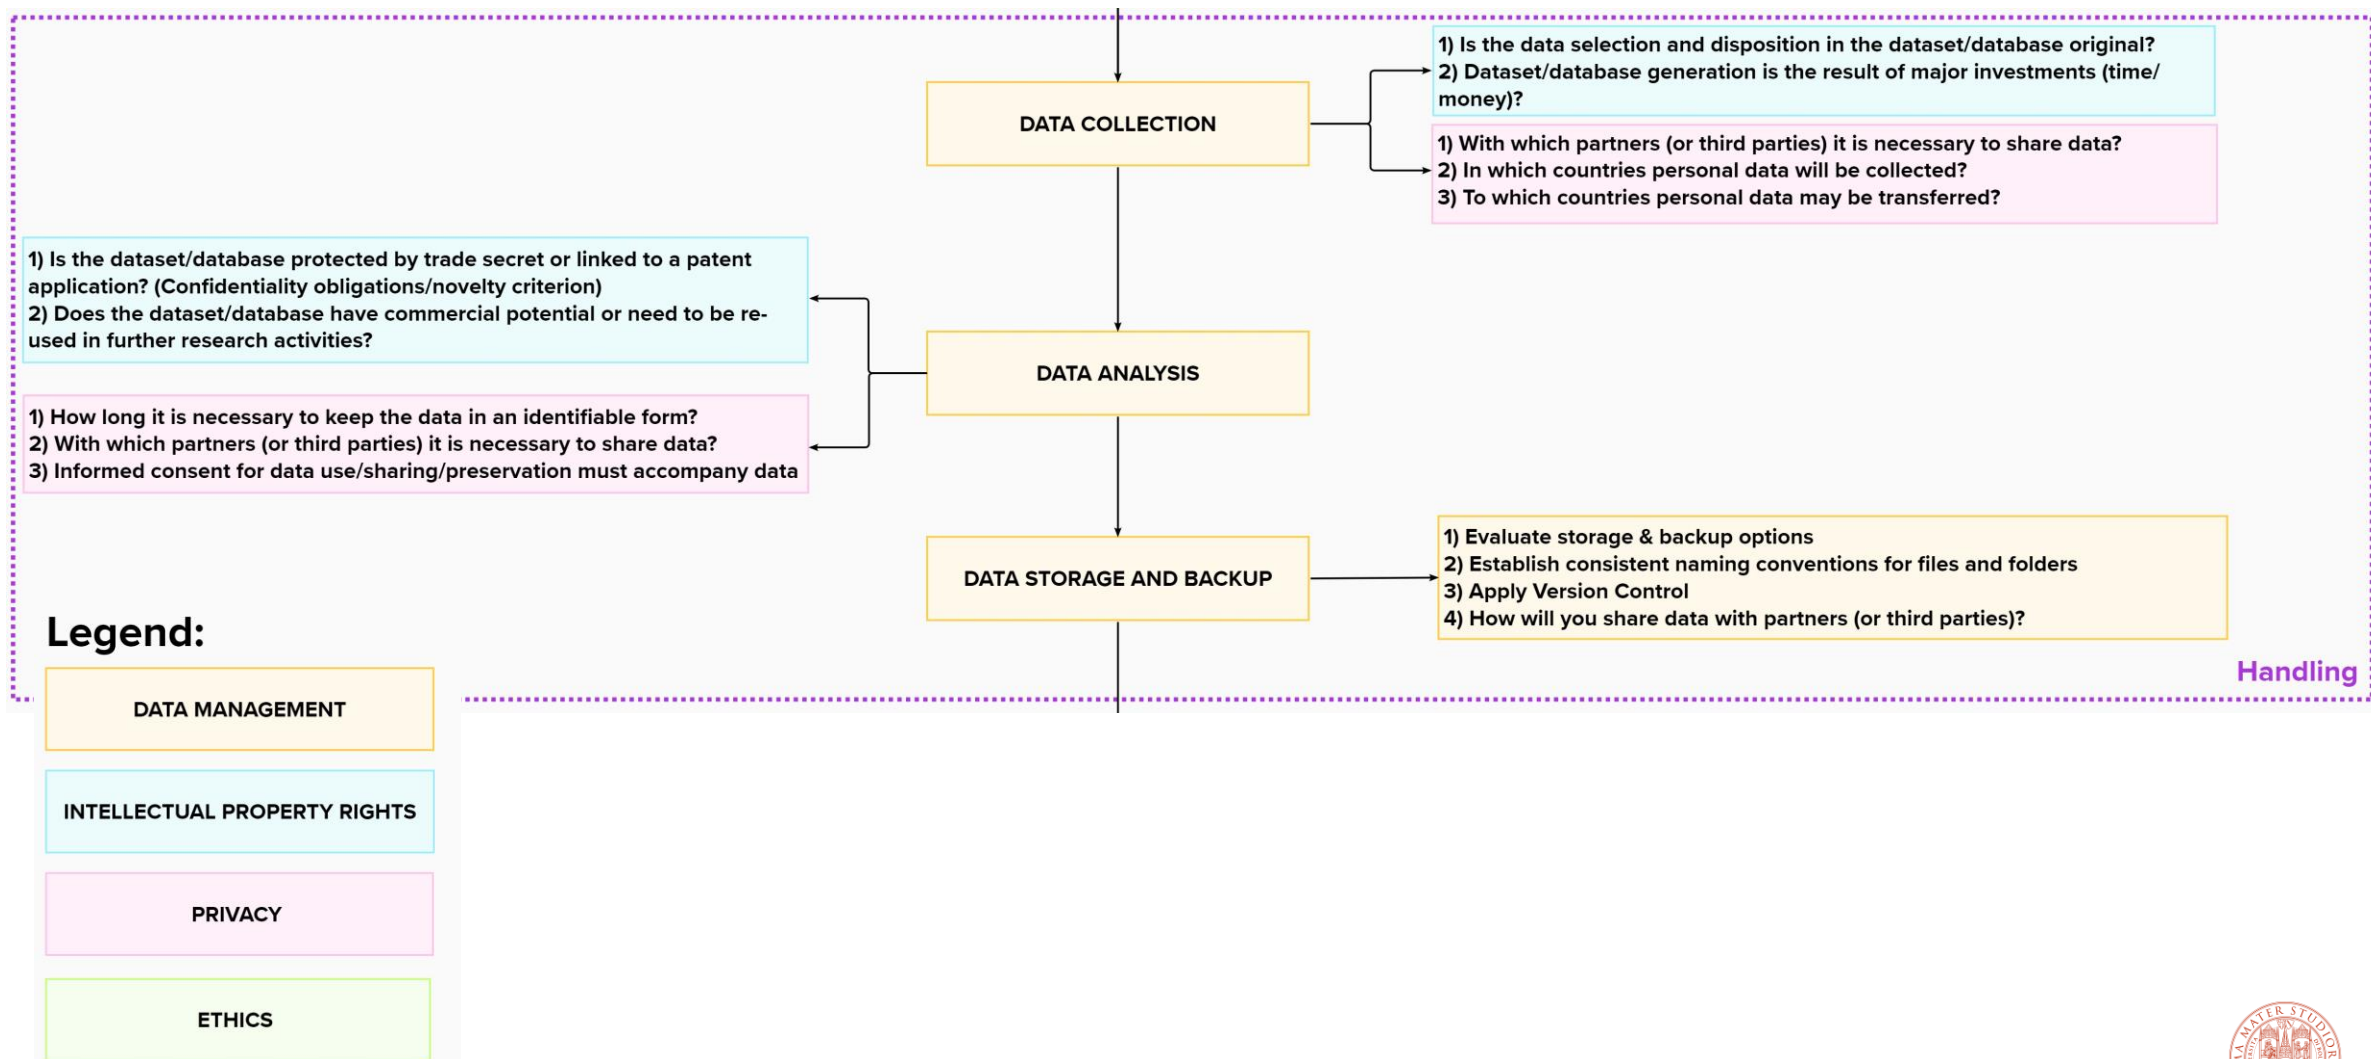 DATA COLLECTION
1) Is the data selection and disposition in the dataset/database original?
2) Dataset/database generation is the result of major investments (time/
money)?
1) With which partners (or third parties) it is necessary to share data?
2) In which countries personal data will be collected?
3) To which countries personal data may be transferred?
1) Is the dataset/database protected by trade secret or linked to a patent
application? (Confidentiality obligations/novelty criterion)
2) Does the dataset/database have commercial potential or need to be re-
used in further research activities?
DATA ANALYSIS
1) How long it is necessary to keep the data in an identifiable form?
2) With which partners (or third parties) it is necessary to share data?
3) Informed consent for data use/sharing/preservation must accompany data
DATA STORAGE AND BACKUP
1) Evaluate storage & backup options
2) Establish consistent naming conventions for files and folders
3) Apply Version Control
4) How will you share data with partners (or third parties)?
Handling
Legend:
DATA MANAGEMENT
INTELLECTUAL PROPERTY RIGHTS
PRIVACY
ETHICS
MATER STUDIOR